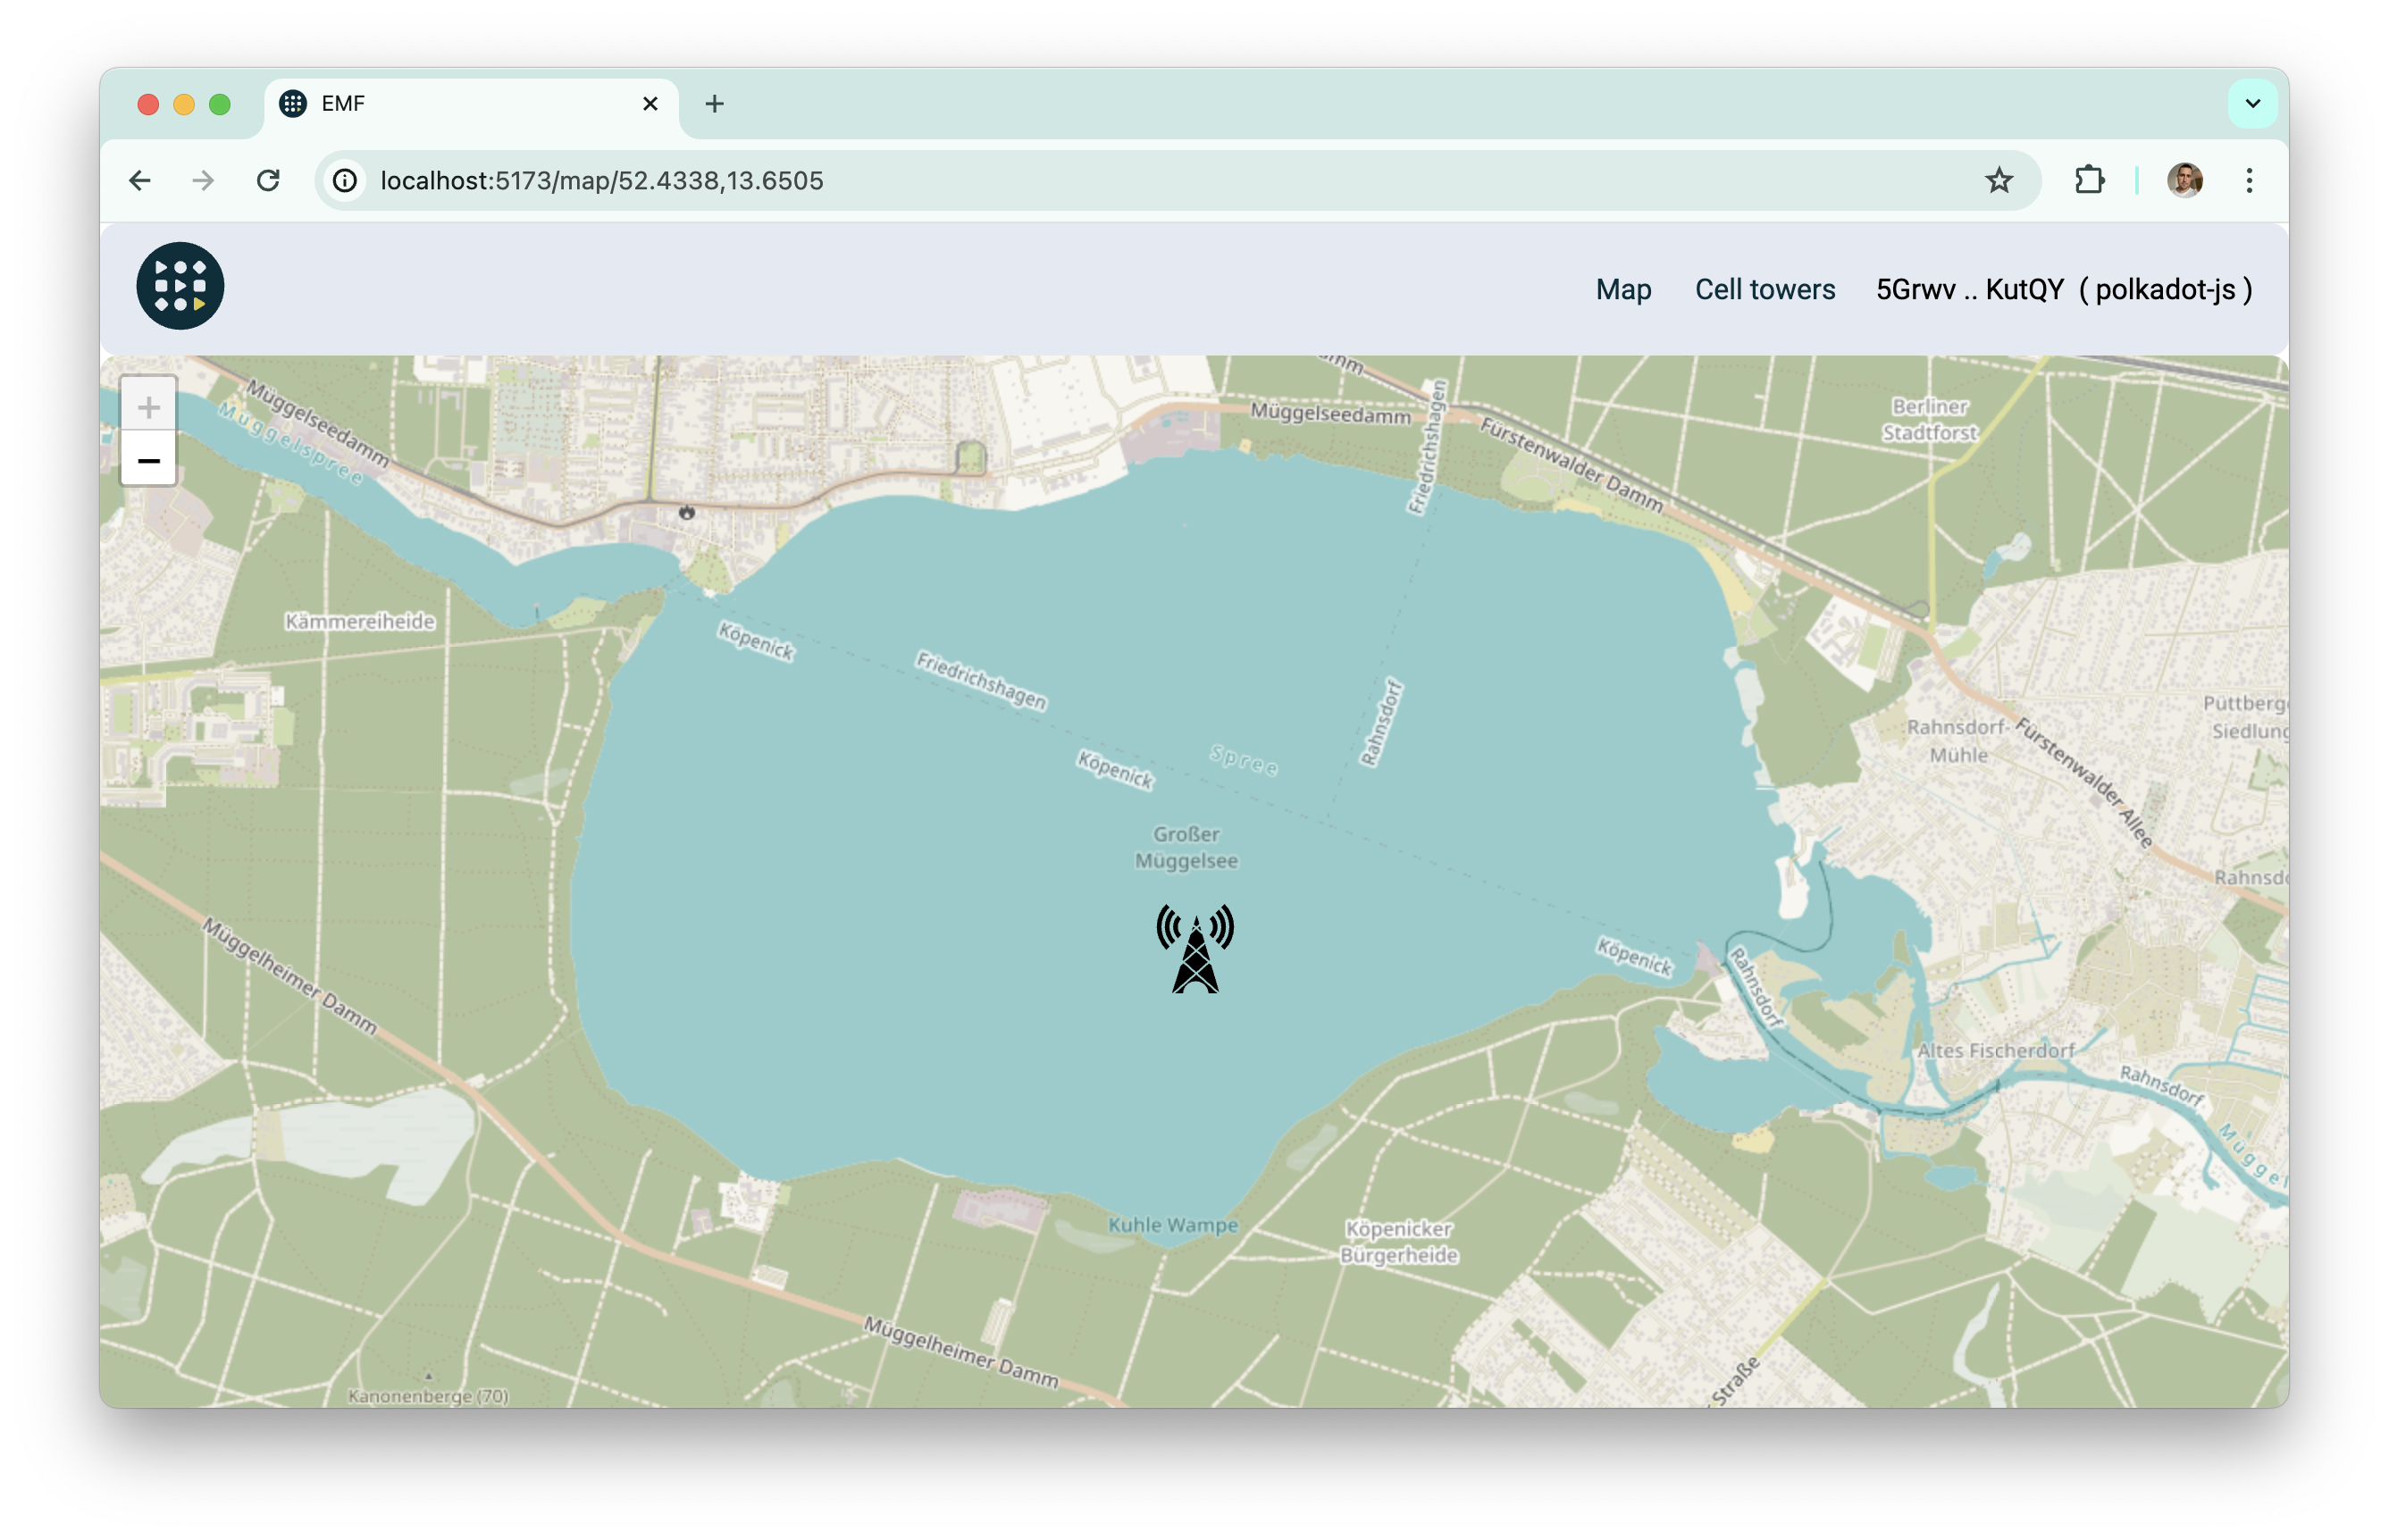 EMF
localhost:5173/map/52.4338,13.6505
Map
Cell towers
5Grwv .. KutQY ( polkadot-js )
+
−
Müggelseedamm
Müggelspree
Müggelseedamm
Friedrichshagen
Fürstenwalder Damm
Berliner
Stadtforst
Kämmereiheide
Köpenick
Friedrichshagen
Köpenick
Spree
Rahnsdorf
Großer
Müggelsee
Rahnsdorf-
Mühle
Püttberge
Siedlung
Fürstenwalder Allee
Rahnsdo
Müggelheimer Damm
Köpenick
Rahnsdorf
Altes Fischerdorf
Rahnsdorf
Müggel
Kuhle Wampe
Köpenicker
Bürgerheide
Müggelheimer Damm
Straße
Kanonenberge (70)